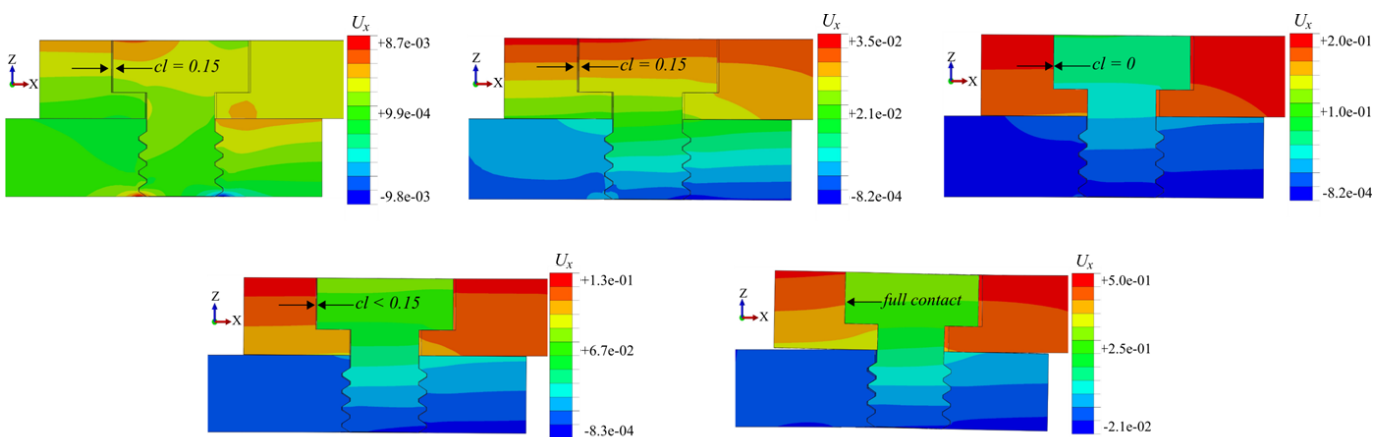 U_x
+8.7e-03
cl = 0.15
Z
X
+9.9e-04
-9.8e-03
U_x
+3.5e-02
cl = 0.15
Z
X
+2.1e-02
-8.2e-04
U_x
+2.0e-01
cl = 0
Z
X
+1.0e-01
-8.2e-04
U_x
+1.3e-01
cl < 0.15
Z
X
+6.7e-02
-8.3e-04
U_x
+5.0e-01
full contact
Z
X
+2.5e-01
-2.1e-02